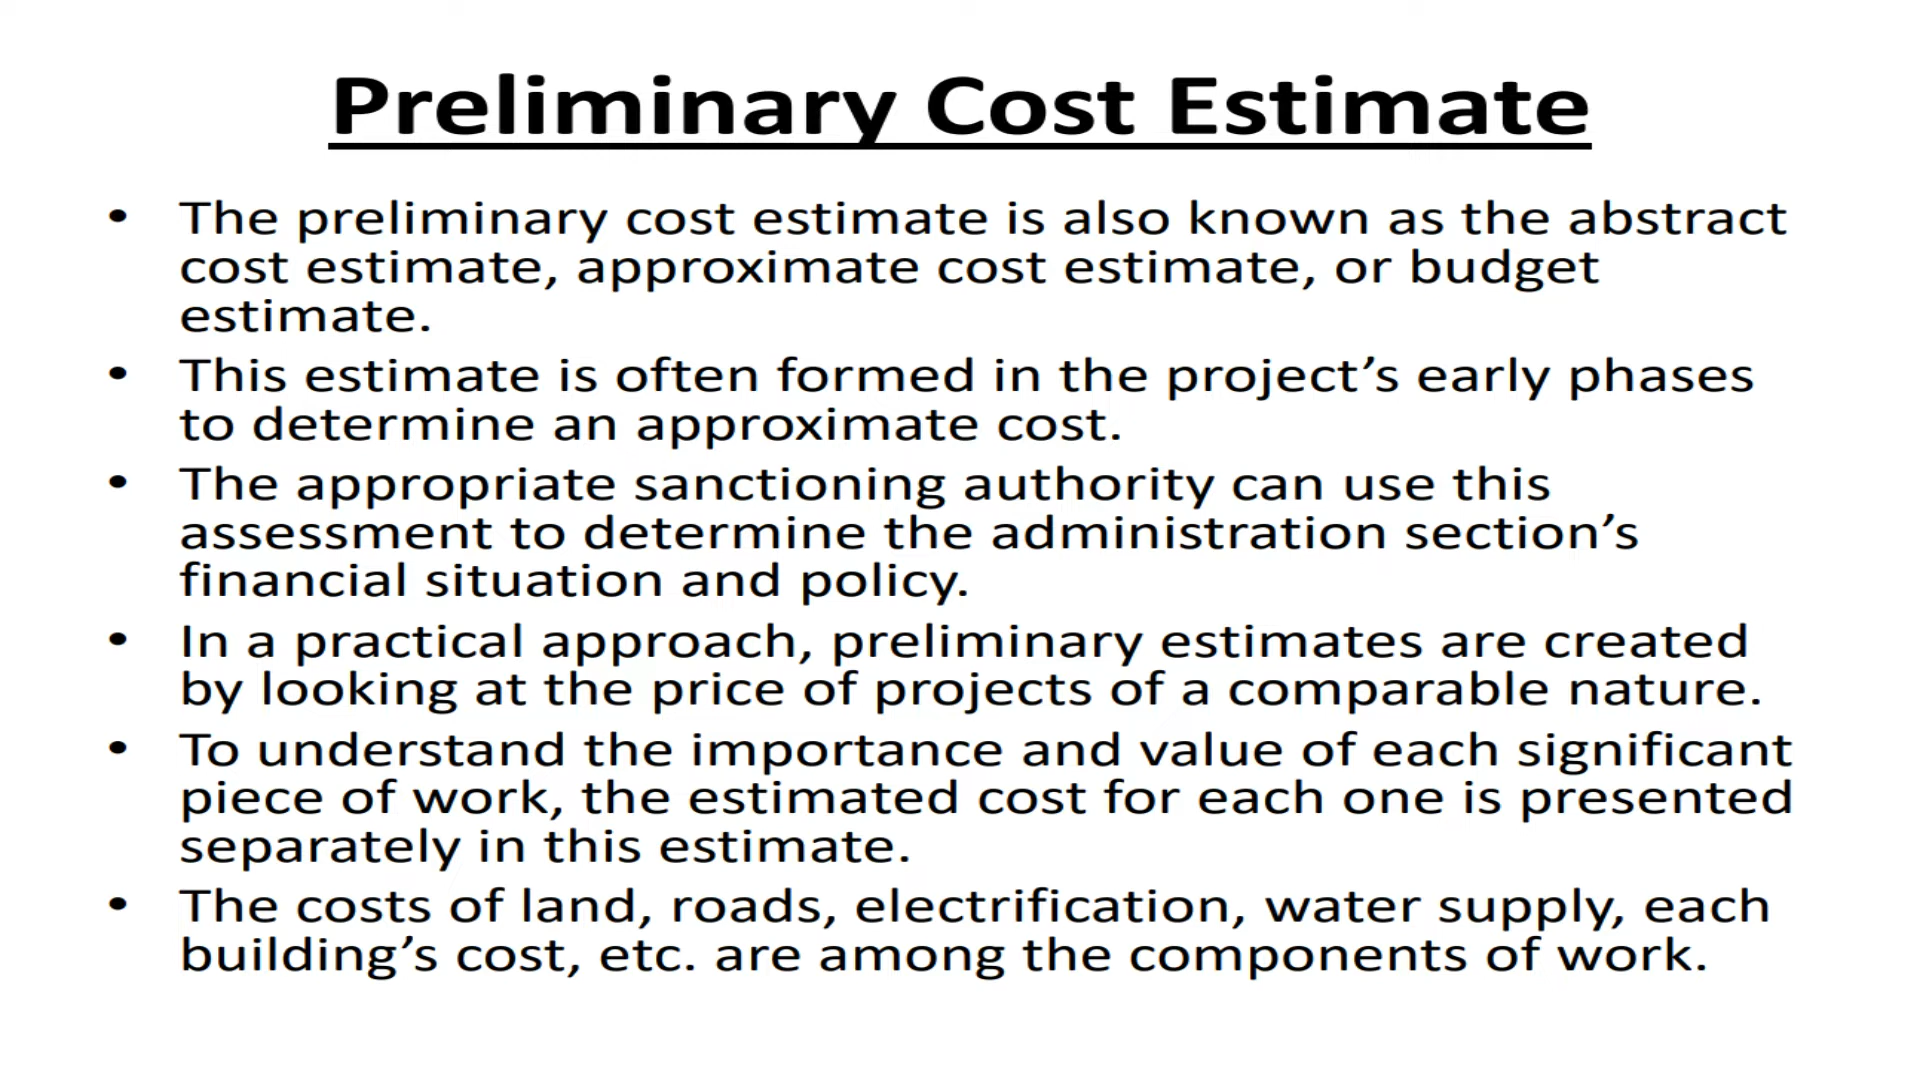 Preliminary Cost Estimate
• The preliminary cost estimate is also known as the abstract
cost estimate, approximate cost estimate, or budget
estimate.
• This estimate is often formed in the project’s early phases
to determine an approximate cost.
• The appropriate sanctioning authority can use this
assessment to determine the administration section’s
financial situation and policy.
• In a practical approach, preliminary estimates are created
by looking at the price of projects of a comparable nature.
• To understand the importance and value of each significant
piece of work, the estimated cost for each one is presented
separately in this estimate.
• The costs of land, roads, electrification, water supply, each
building’s cost, etc. are among the components of work.